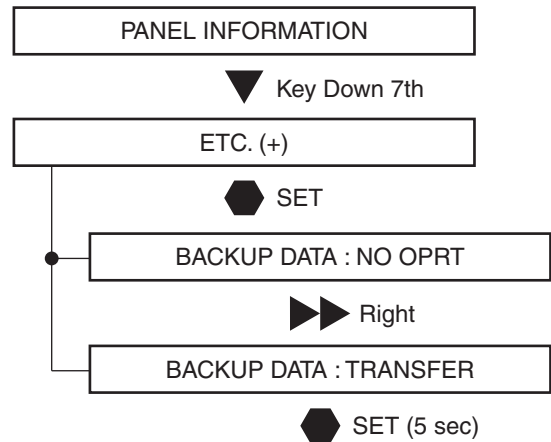 PANEL INFORMATION
Key Down 7th
ETC. (+)
SET
BACKUP DATA : NO OPRT
Right
BACKUP DATA : TRANSFER
SET (5 sec)